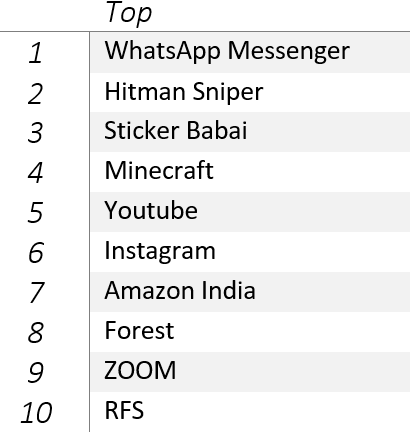 Top
1 WhatsApp Messenger
2 Hitman Sniper
3 Sticker Babai
4 Minecraft
5 Youtube
6 Instagram
7 Amazon India
8 Forest
9 ZOOM
10 RFS